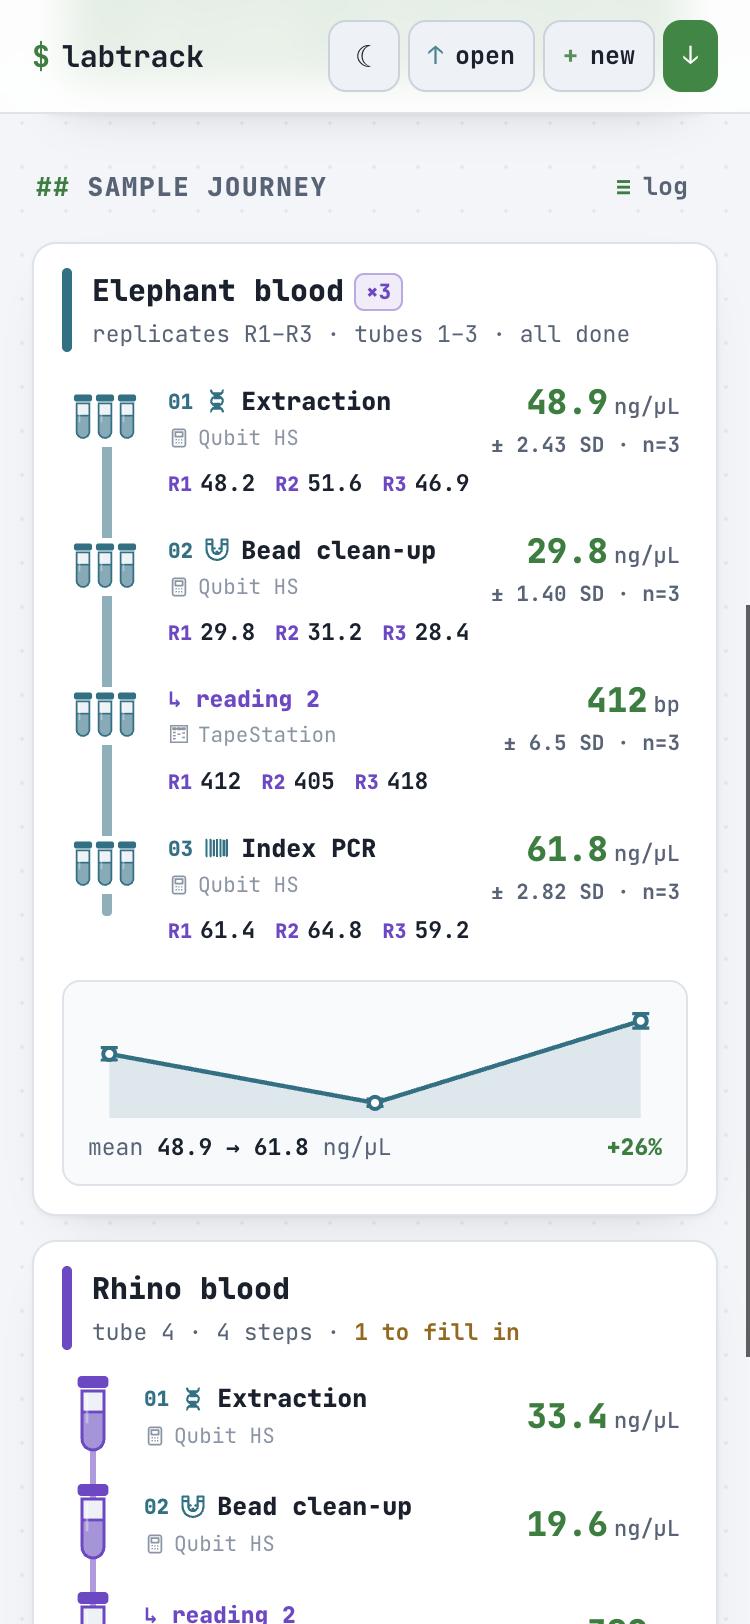 $ labtrack ☾ ↑ open + new ↓
## SAMPLE JOURNEY ≡ log
Elephant blood ×3
replicates R1–R3 · tubes 1–3 · all done
01 Extraction 48.9 ng/µL
Qubit HS ± 2.43 SD · n=3
R1 48.2 R2 51.6 R3 46.9
02 Bead clean-up 29.8 ng/µL
Qubit HS ± 1.40 SD · n=3
R1 29.8 R2 31.2 R3 28.4
↳ reading 2 412 bp
TapeStation ± 6.5 SD · n=3
R1 412 R2 405 R3 418
03 Index PCR 61.8 ng/µL
Qubit HS ± 2.82 SD · n=3
R1 61.4 R2 64.8 R3 59.2
mean 48.9 → 61.8 ng/µL +26%
Rhino blood
tube 4 · 4 steps · 1 to fill in
01 Extraction 33.4 ng/µL
Qubit HS
02 Bead clean-up 19.6 ng/µL
Qubit HS
↳ reading 2